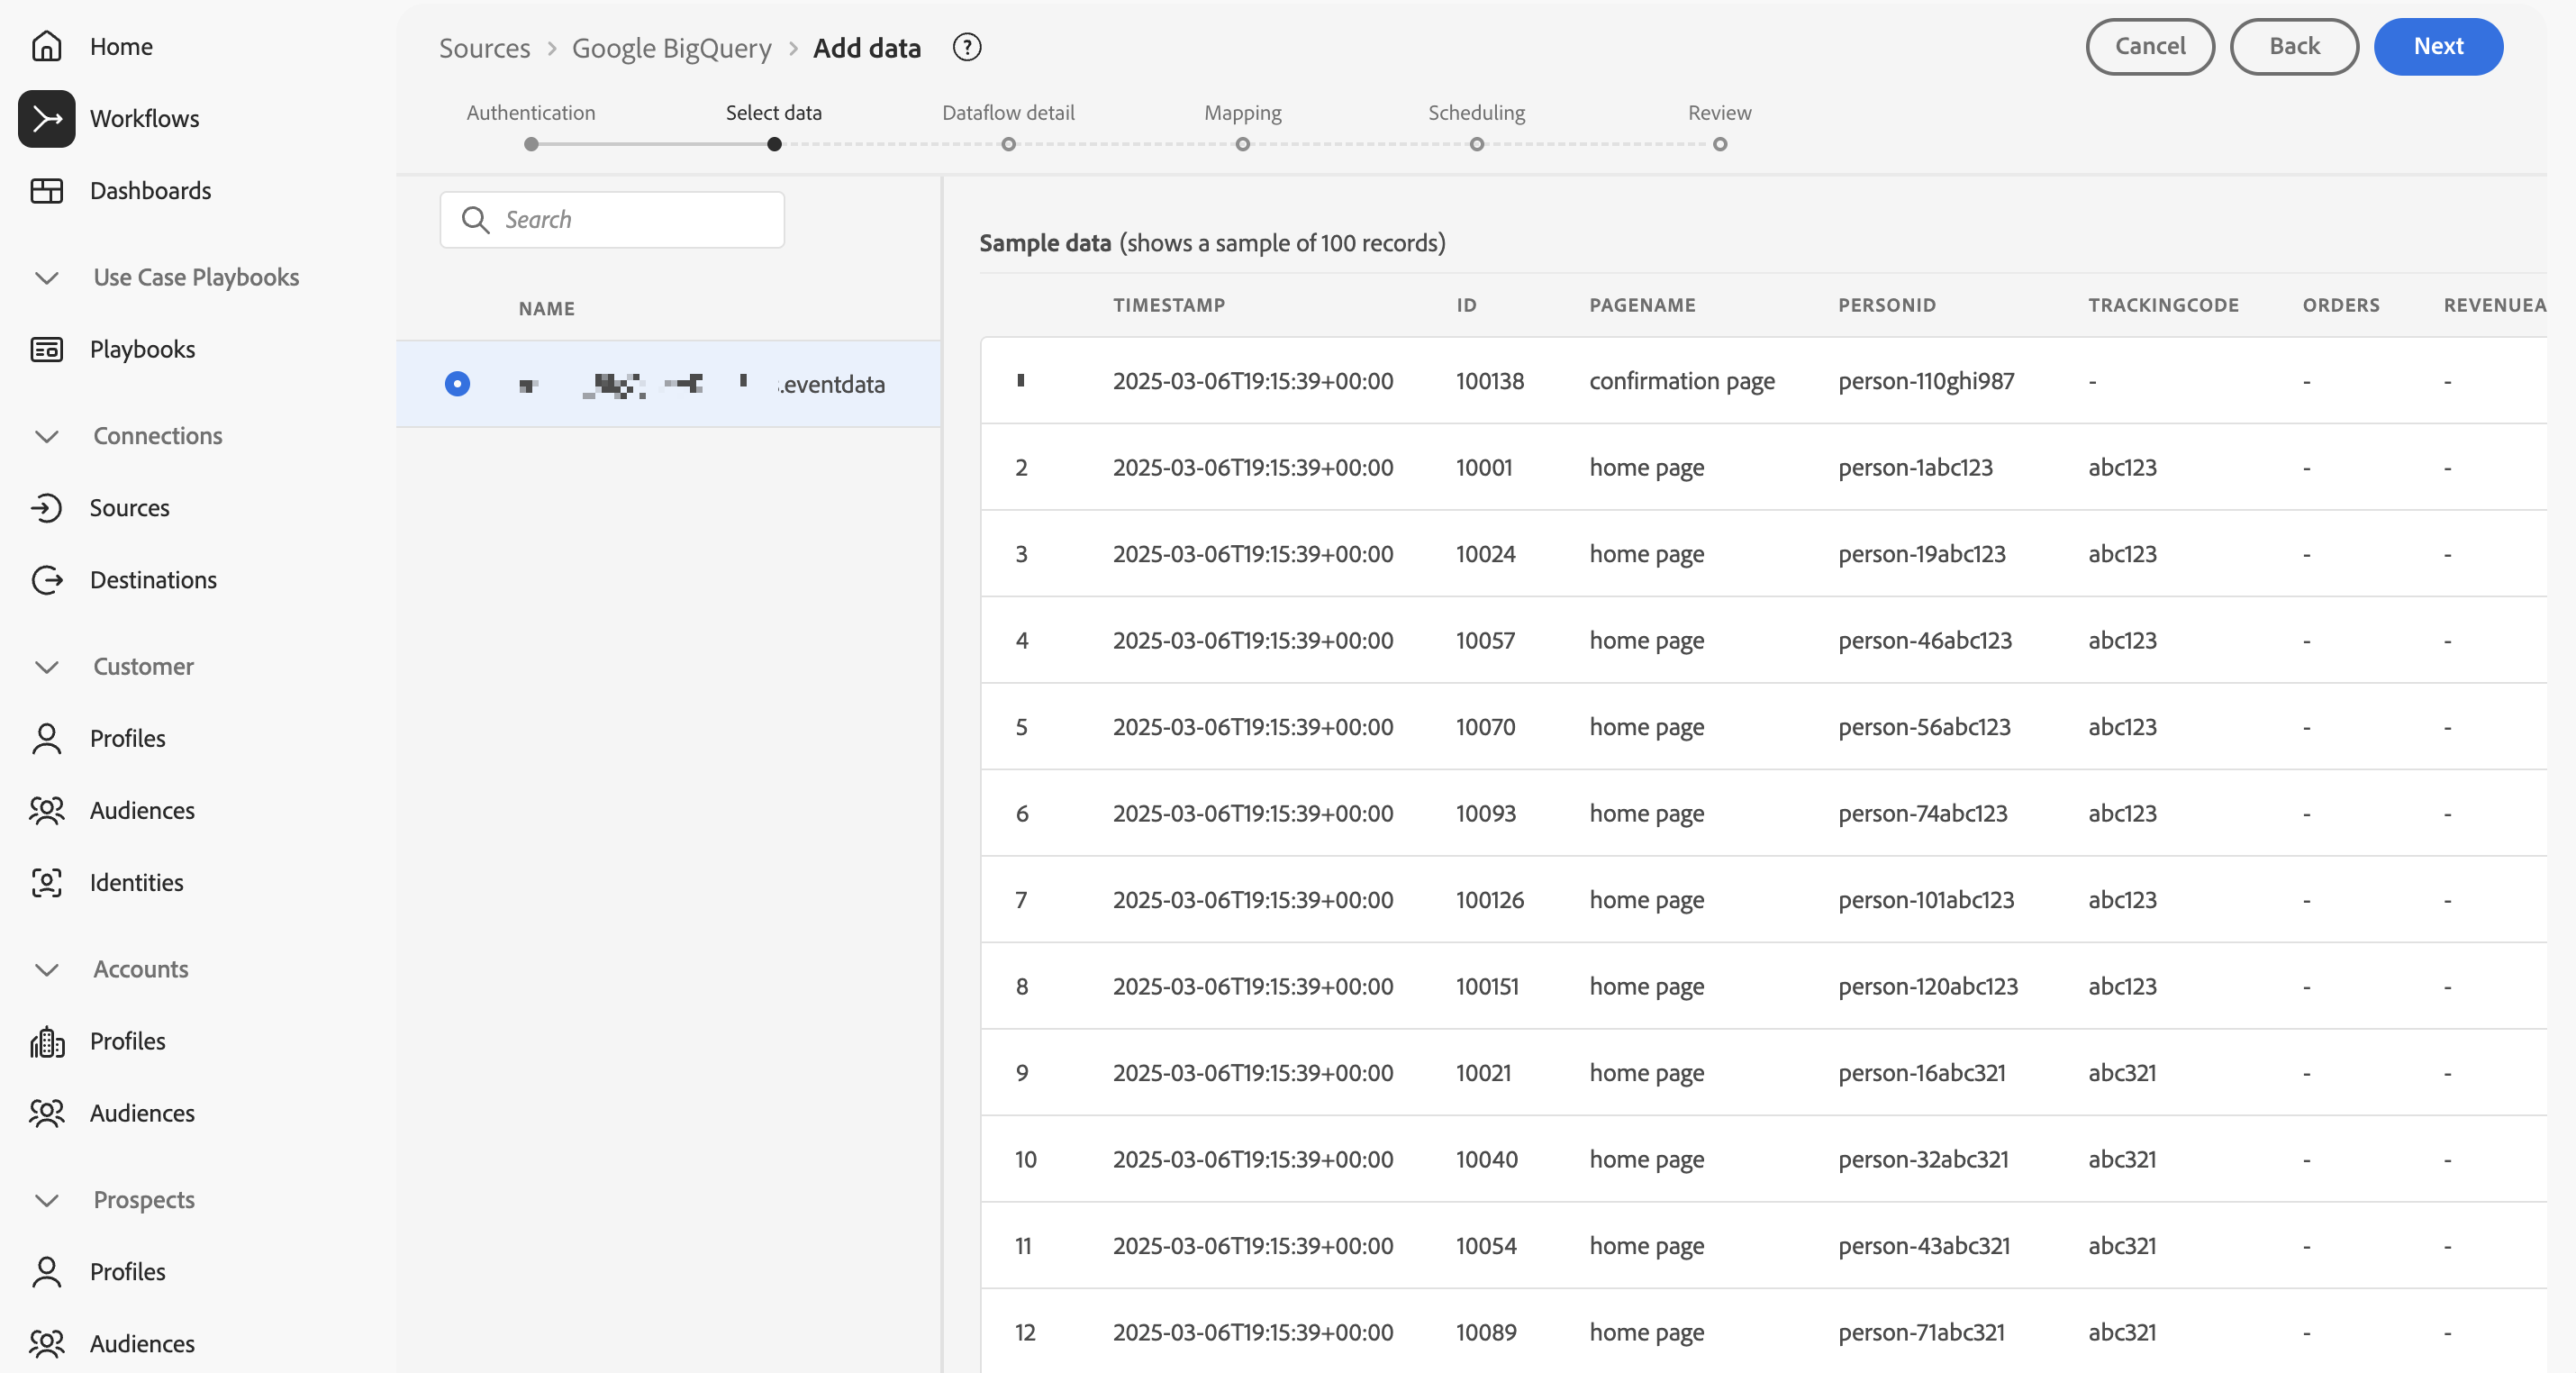 Home
Workflows
Dashboards
Use Case Playbooks
Playbooks
Connections
Sources
Destinations
Customer
Profiles
Audiences
Identities
Accounts
Profiles
Audiences
Prospects
Profiles
Audiences
Sources > Google BigQuery > Add data ?
Cancel Back Next
Authentication Select data Dataflow detail Mapping Scheduling Review
Search
NAME
.eventdata
Sample data (shows a sample of 100 records)
TIMESTAMP ID PAGENAME PERSONID TRACKINGCODE ORDERS REVENUEA
2025-03-06T19:15:39+00:00 100138 confirmation page person-110ghi987 - - -
2 2025-03-06T19:15:39+00:00 10001 home page person-1abc123 abc123 - -
3 2025-03-06T19:15:39+00:00 10024 home page person-19abc123 abc123 - -
4 2025-03-06T19:15:39+00:00 10057 home page person-46abc123 abc123 - -
5 2025-03-06T19:15:39+00:00 10070 home page person-56abc123 abc123 - -
6 2025-03-06T19:15:39+00:00 10093 home page person-74abc123 abc123 - -
7 2025-03-06T19:15:39+00:00 100126 home page person-101abc123 abc123 - -
8 2025-03-06T19:15:39+00:00 100151 home page person-120abc123 abc123 - -
9 2025-03-06T19:15:39+00:00 10021 home page person-16abc321 abc321 - -
10 2025-03-06T19:15:39+00:00 10040 home page person-32abc321 abc321 - -
11 2025-03-06T19:15:39+00:00 10054 home page person-43abc321 abc321 - -
12 2025-03-06T19:15:39+00:00 10089 home page person-71abc321 abc321 - -